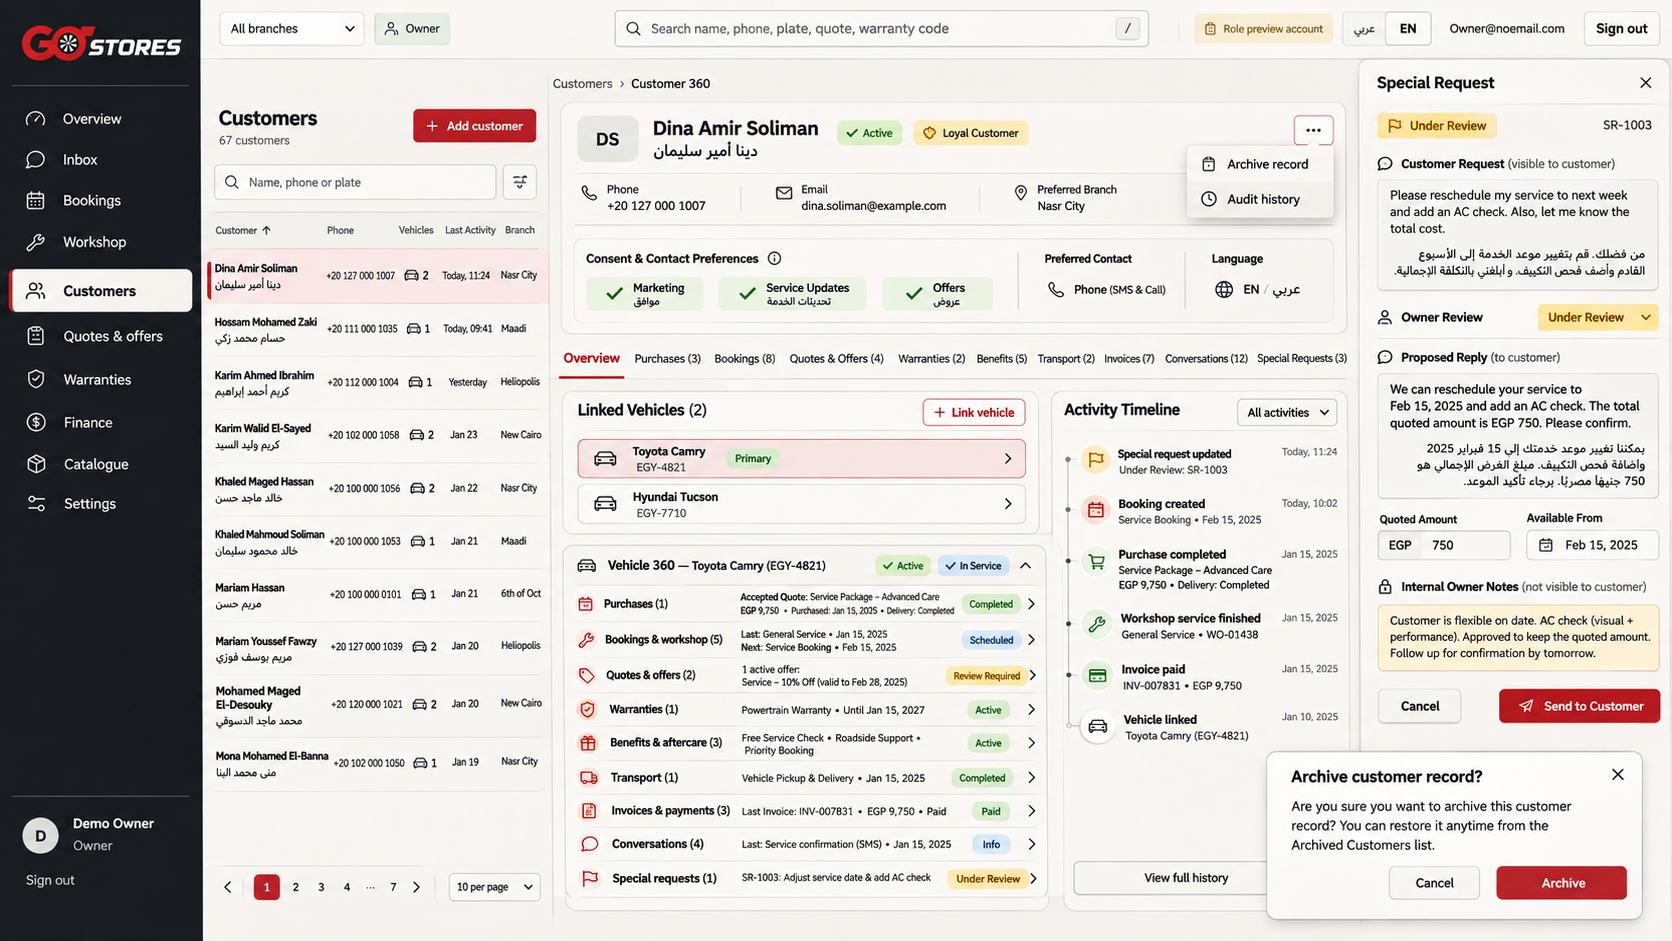 GO STORES
Overview
Inbox
Bookings
Workshop
Customers
Quotes & offers
Warranties
Finance
Catalogue
Settings
D
Demo Owner
Owner
Sign out
All branches
Owner
Search name, phone, plate, quote, warranty code
/
Role preview account
عربي
EN
Owner@noemail.com
Sign out
Customers
67 customers
+ Add customer
Name, phone or plate
Customer ↑ Phone Vehicles Last Activity Branch
Dina Amir Soliman
دينا أمير سليمان
+20 127 000 1007 2 Today, 11:24 Nasr City
Hossam Mohamed Zaki
حسام محمد زكي
+20 111 000 1035 1 Today, 09:41 Maadi
Karim Ahmed Ibrahim
كريم أحمد إبراهيم
+20 112 000 1004 1 Yesterday Heliopolis
Karim Walid El-Sayed
كريم وليد السيد
+20 102 000 1058 2 Jan 23 New Cairo
Khaled Maged Hassan
خالد ماجد حسن
+20 100 000 1056 2 Jan 22 Nasr City
Khaled Mahmoud Soliman
خالد محمود سليمان
+20 100 000 1053 1 Jan 21 Maadi
Mariam Hassan
مريم حسن
+20 100 000 0101 1 Jan 21 6th of Oct
Mariam Youssef Fawzy
مريم يوسف فوزي
+20 127 000 1039 2 Jan 20 Heliopolis
Mohamed Maged
El-Desouky
محمد ماجد الدسوقي
+20 120 000 1021 2 Jan 20 New Cairo
Mona Mohamed El-Banna
منى محمد البنا
+20 102 000 1050 1 Jan 19 Nasr City
1 2 3 4 ... 7
10 per page
Customers › Customer 360
DS
Dina Amir Soliman
دينا أمير سليمان
Active
Loyal Customer
...
Archive record
Audit history
Phone
+20 127 000 1007
Email
dina.soliman@example.com
Preferred Branch
Nasr City
Consent & Contact Preferences
Marketing
موافق
Service Updates
تحديثات الخدمة
Offers
عروض
Preferred Contact
Phone (SMS & Call)
Language
EN / عربي
Overview
Purchases (3)
Bookings (8)
Quotes & Offers (4)
Warranties (2)
Benefits (5)
Transport (2)
Invoices (7)
Conversations (12)
Special Requests (3)
Linked Vehicles (2)
+ Link vehicle
Toyota Camry
EGY-4821
Primary
Hyundai Tucson
EGY-7710
Vehicle 360 — Toyota Camry (EGY-4821)
Active
In Service
Purchases (1)
Accepted Quote: Service Package – Advanced Care
EGP 9,750 • Purchased: Jan 15, 2025 • Delivery: Completed
Completed
Bookings & workshop (5)
Last: General Service • Jan 15, 2025
Next: Service Booking • Feb 15, 2025
Scheduled
Quotes & offers (2)
1 active offer:
Service – 10% Off (valid to Feb 28, 2025)
Review Required
Warranties (1)
Powertrain Warranty • Until Jan 15, 2027
Active
Benefits & aftercare (3)
Free Service Check • Roadside Support •
Priority Booking
Active
Transport (1)
Vehicle Pickup & Delivery • Jan 15, 2025
Completed
Invoices & payments (3)
Last Invoice: INV-007831 • EGP 9,750 • Paid
Paid
Conversations (4)
Last: Service confirmation (SMS) • Jan 15, 2025
Info
Special requests (1)
SR-1003: Adjust service date & add AC check
Under Review
Activity Timeline
All activities
Special request updated
Under Review: SR-1003
Today, 11:24
Booking created
Service Booking • Feb 15, 2025
Today, 10:02
Purchase completed
Service Package – Advanced Care
EGP 9,750 • Delivery: Completed
Jan 15, 2025
Workshop service finished
General Service • WO-01438
Jan 15, 2025
Invoice paid
INV-007831 • EGP 9,750
Jan 15, 2025
Vehicle linked
Toyota Camry (EGY-4821)
Jan 10, 2025
View full history
Special Request
Under Review
SR-1003
Customer Request (visible to customer)
Please reschedule my service to next week
and add an AC check. Also, let me know the
total cost.
من فضلك. قم بتغيير موعد الخدمة إلى الأسبوع
القادم وأضف فحص التكييف. و أبلغني بالتكلفة الإجمالية.
Owner Review
Under Review
Proposed Reply (to customer)
We can reschedule your service to
Feb 15, 2025 and add an AC check. The total
quoted amount is EGP 750. Please confirm.
يمكننا تغيير موعد خدمتك إلى 15 فبراير 2025
وإضافة فحص التكييف. مبلغ العرض الإجمالي هو
750 جنيهًا مصريًا. برجاء تأكيد الموعد.
Quoted Amount
EGP 750
Available From
Feb 15, 2025
Internal Owner Notes (not visible to customer)
Customer is flexible on date. AC check (visual +
performance). Approved to keep the quoted amount.
Follow up for confirmation by tomorrow.
Cancel
Send to Customer
Archive customer record?
Are you sure you want to archive this customer
record? You can restore it anytime from the
Archived Customers list.
Cancel
Archive